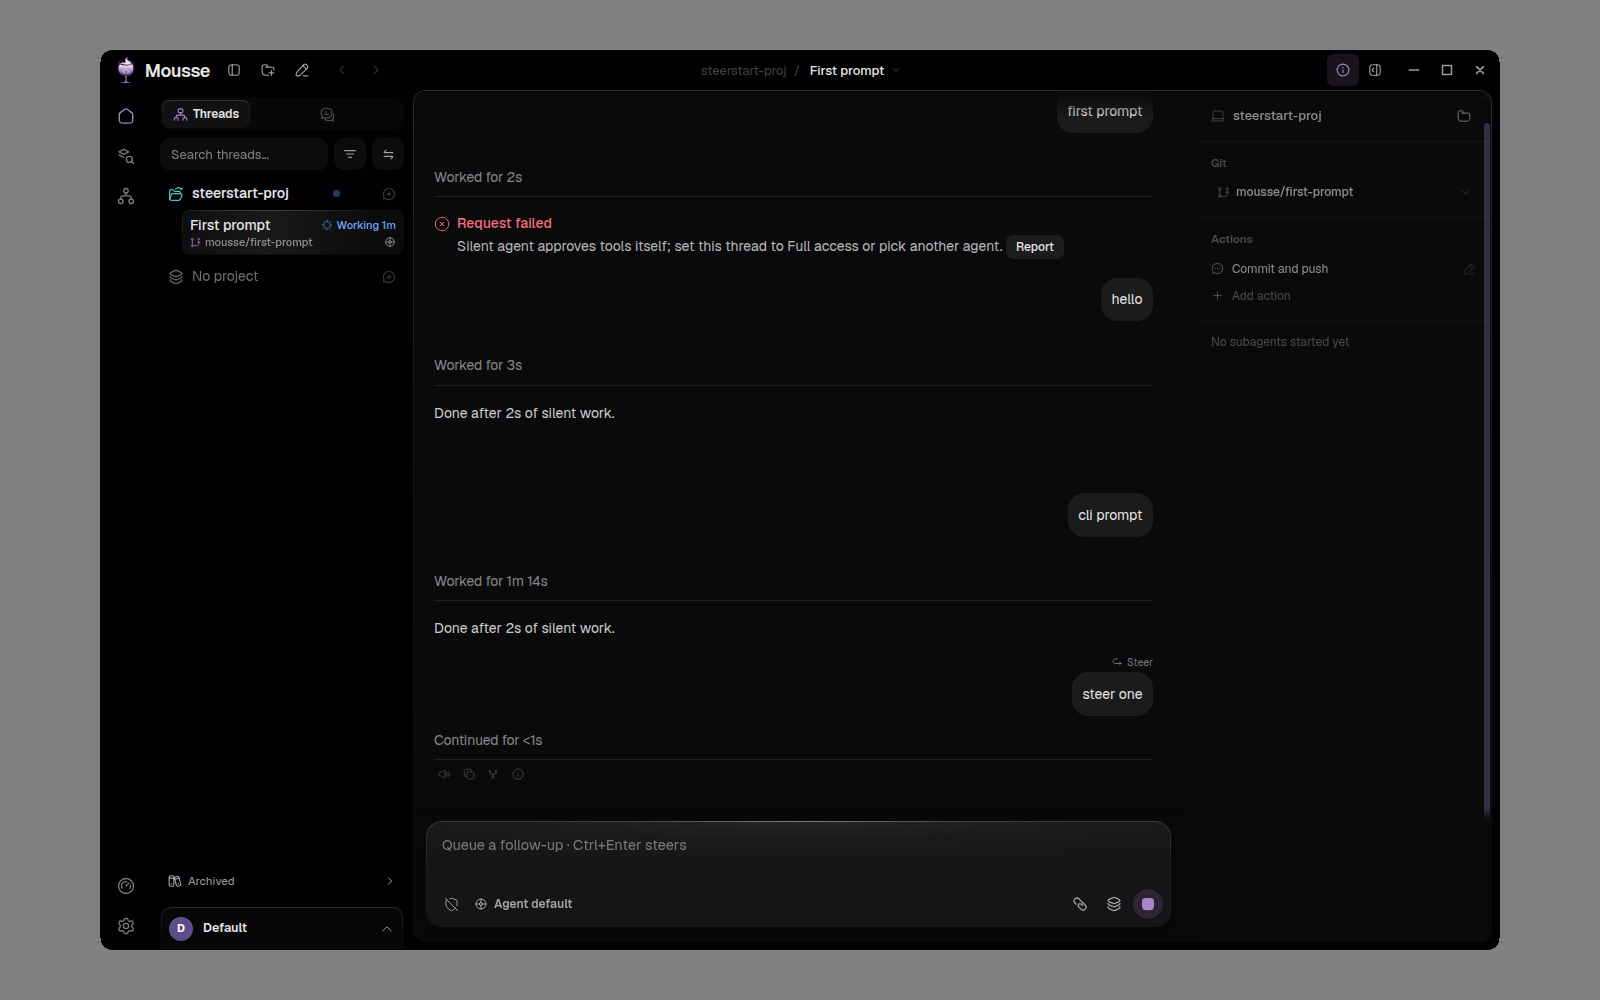 Mousse
steerstart-proj / First prompt
Threads
Search threads...
steerstart-proj
First prompt
Working 1m
mousse/first-prompt
No project
Archived
D
Default
first prompt
Worked for 2s
Request failed
Silent agent approves tools itself; set this thread to Full access or pick another agent. Report
hello
Worked for 3s
Done after 2s of silent work.
cli prompt
Worked for 1m 14s
Done after 2s of silent work.
Steer
steer one
Continued for <1s
Queue a follow-up · Ctrl+Enter steers
Agent default
steerstart-proj
Git
mousse/first-prompt
Actions
Commit and push
Add action
No subagents started yet